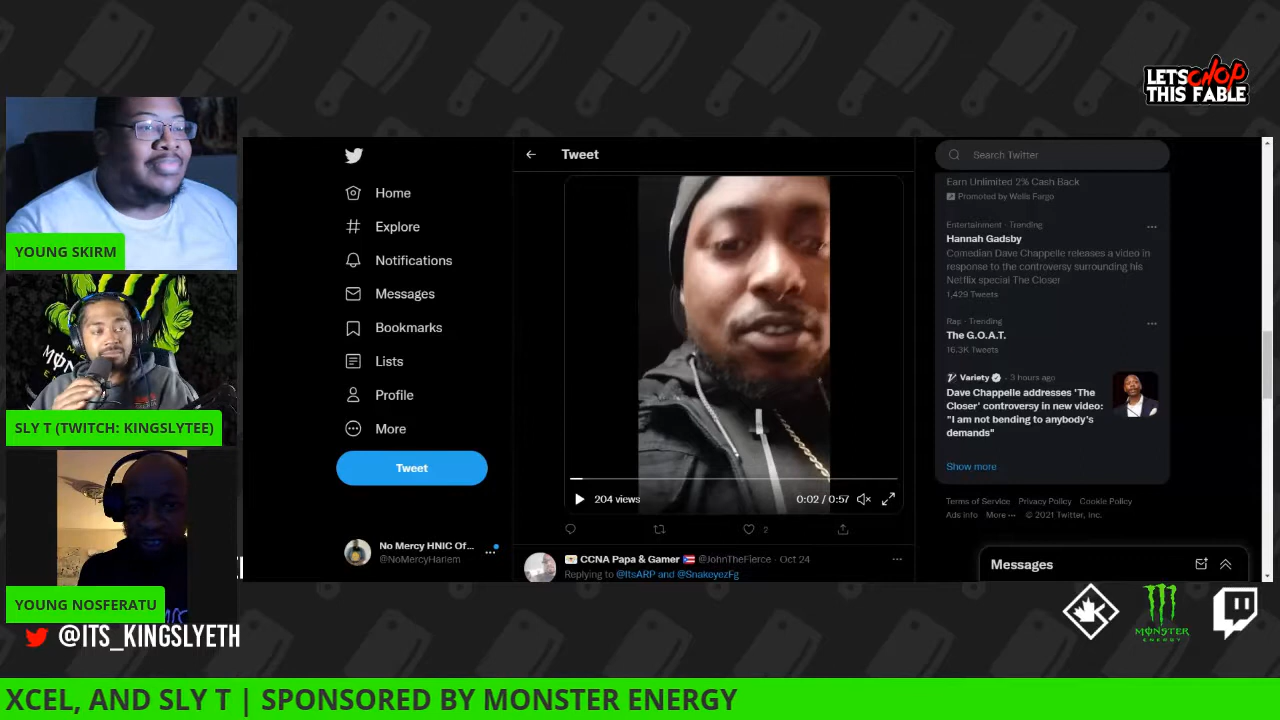 LETS CHOP
THIS FABLE
YOUNG SKIRM
SLY T (TWITCH: KINGSLYTEE)
YOUNG NOSFERATU
@ITS_KINGSLYETH
Home
Explore
Notifications
Messages
Bookmarks
Lists
Profile
More
Tweet
No Mercy HNIC Of...
@NoMercyHarlem
Tweet
204 views
0:02 / 0:57
2
CCNA Papa & Gamer @JohnTheFierce · Oct 24
Replying to @ItsARP and @SnakeyezFg
Search Twitter
Earn Unlimited 2% Cash Back
Promoted by Wells Fargo
Entertainment · Trending
Hannah Gadsby
Comedian Dave Chappelle releases a video in
response to the controversy surrounding his
Netflix special The Closer
1,429 Tweets
Rap · Trending
The G.O.A.T.
16.3K Tweets
Variety · 3 hours ago
Dave Chappelle addresses 'The
Closer' controversy in new video:
"I am not bending to anybody's
demands"
Show more
Terms of Service Privacy Policy Cookie Policy
Ads info More ··· © 2021 Twitter, Inc.
Messages
MONSTER
ENERGY
XCEL, AND SLY T | SPONSORED BY MONSTER ENERGY